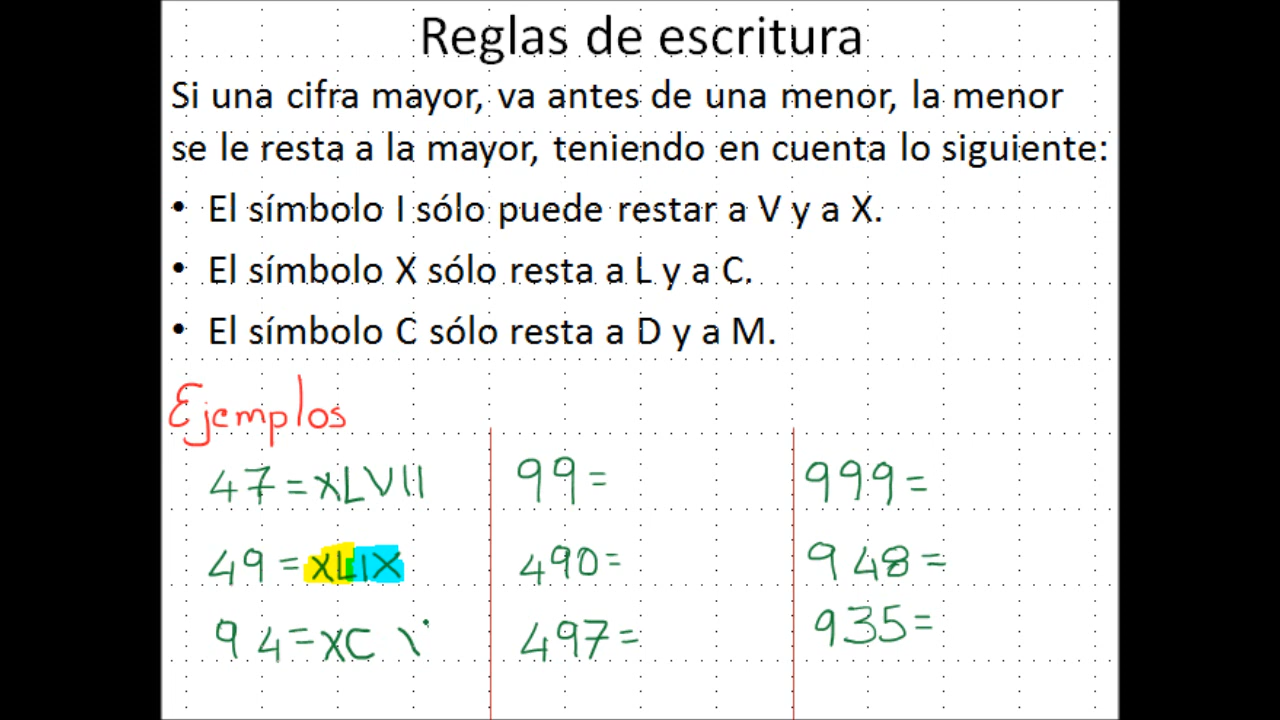 Reglas de escritura
Si una cifra mayor, va antes de una menor, la menor
se le resta a la mayor, teniendo en cuenta lo siguiente:
• El símbolo I sólo puede restar a V y a X.
• El símbolo X sólo resta a L y a C.
• El símbolo C sólo resta a D y a M.
Ejemplos
47=XLVII
49=XLIX
94=XC
99=
490=
497=
999=
948=
935=